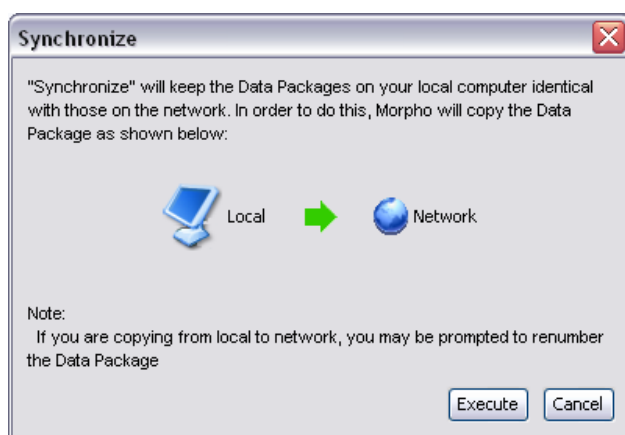 Synchronize
"Synchronize" will keep the Data Packages on your local computer identical
with those on the network. In order to do this, Morpho will copy the Data
Package as shown below:
Local
Network
Note:
If you are copying from local to network, you may be prompted to renumber
the Data Package
Execute
Cancel